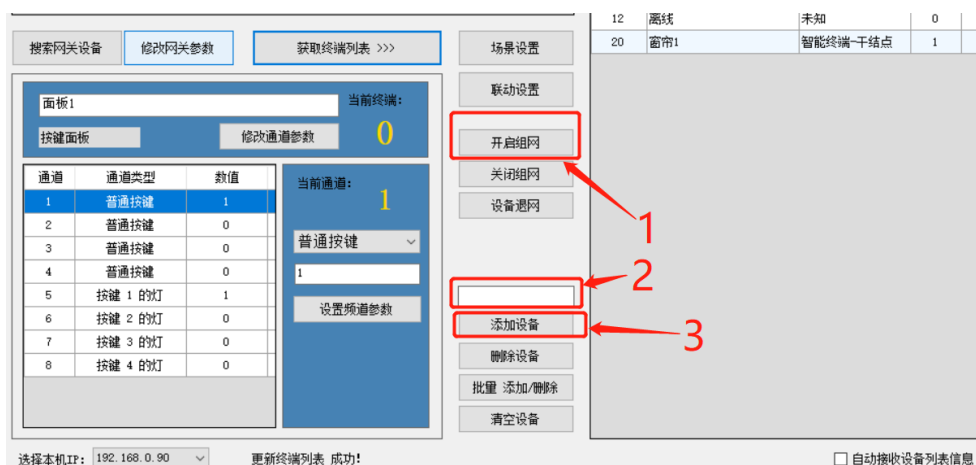 12 离线 未知 0
搜索网关设备 修改网关参数 获取终端列表 >>> 场景设置
20 窗帘1 智能终端-干结点 1
联动设置
面板1 当前终端:
按键面板 修改通道参数 0
开启组网
关闭组网
设备退网
1
通道 通道类型 数值
1 普通按键 1
2 普通按键 0
3 普通按键 0
4 普通按键 0
5 按键 1 的灯 1
6 按键 2 的灯 0
7 按键 3 的灯 0
8 按键 4 的灯 0
当前通道:
1
普通按键
1
设置频道参数
2
添加设备
3
删除设备
批量 添加/删除
清空设备
选择本机IP: 192.168.0.90 更新终端列表 成功! 自动接收设备列表信息